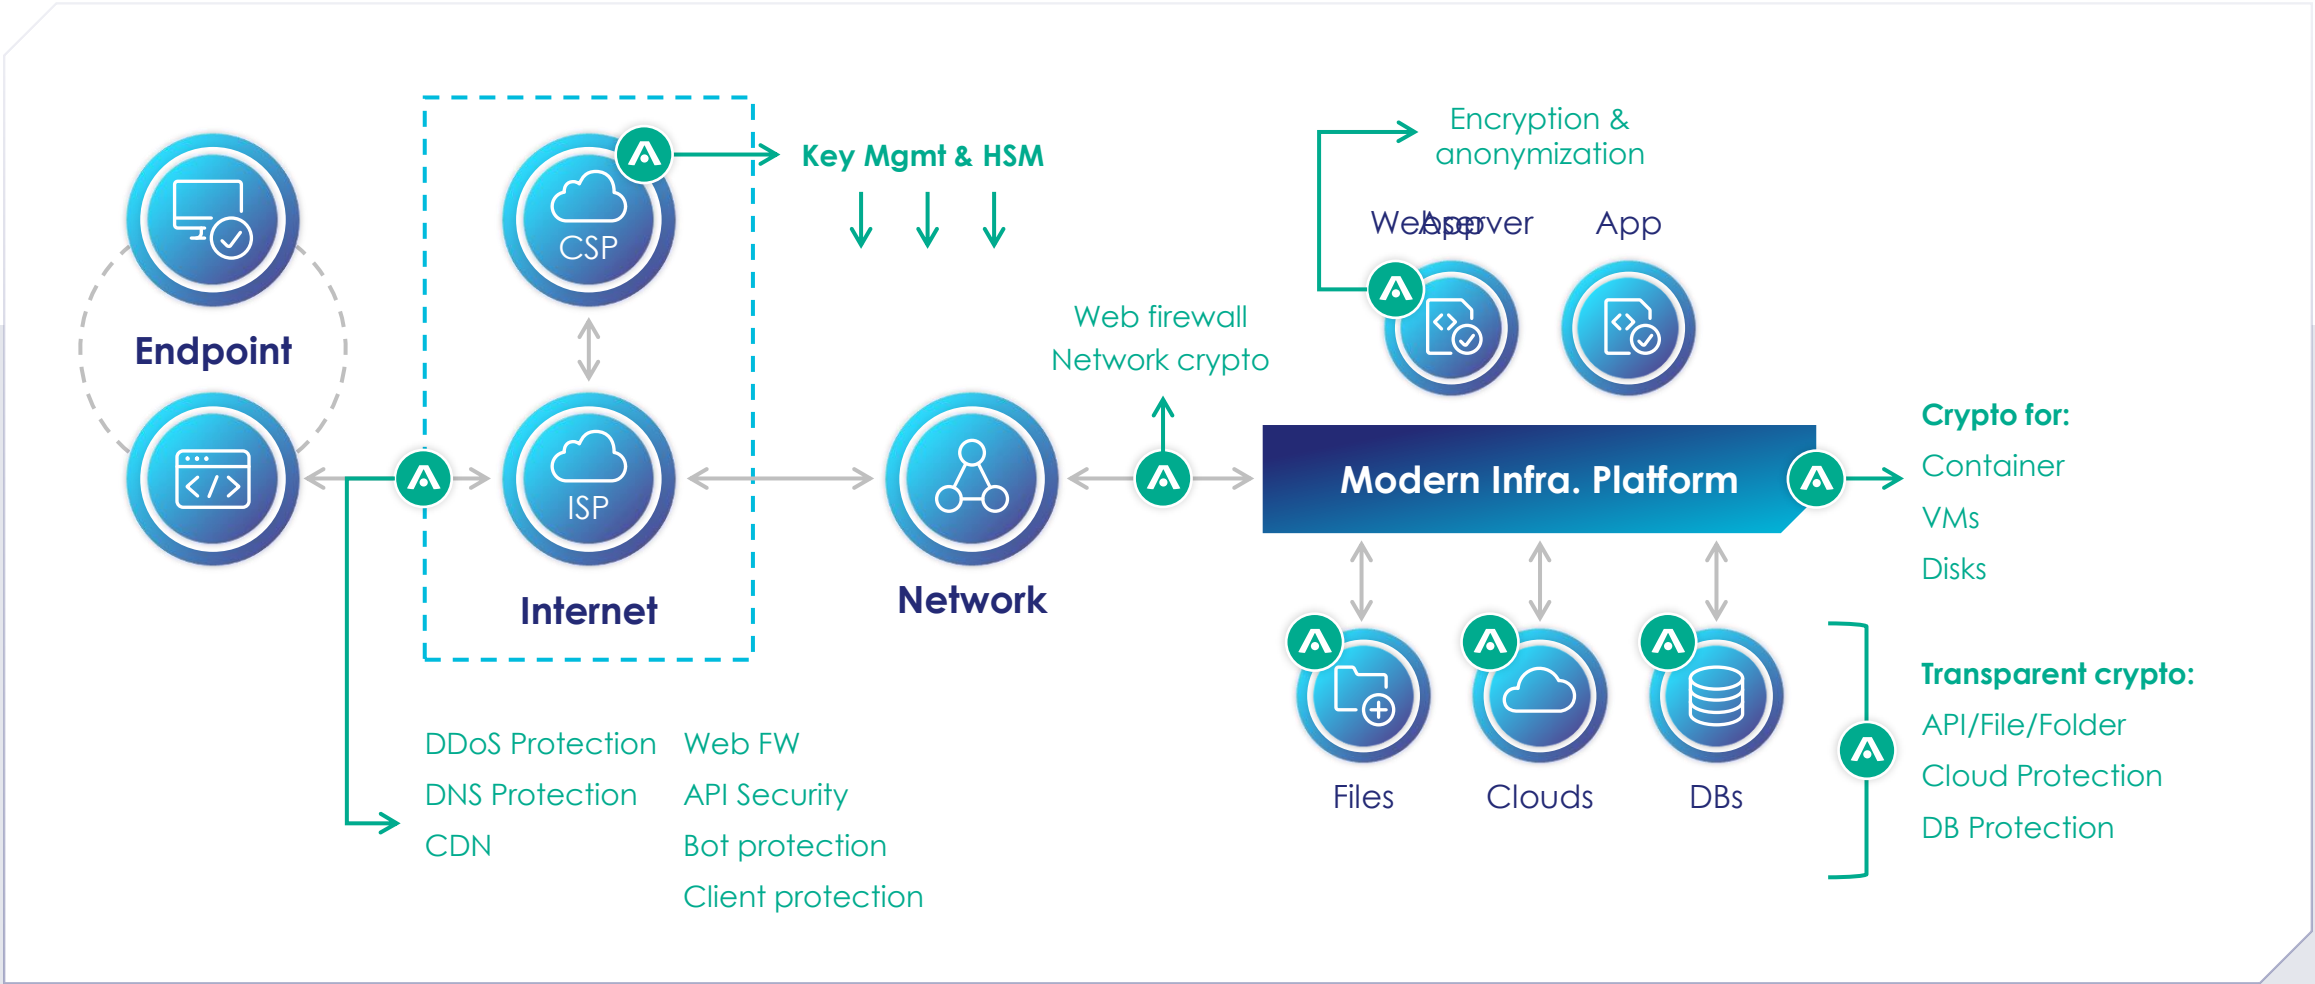 Endpoint
CSP
ISP
Internet
Key Mgmt & HSM
Network
Web firewall
Network crypto
Encryption &
anonymization
Webserver
App
App
Modern Infra. Platform
Crypto for:
Container
VMs
Disks
Files
Clouds
DBs
Transparent crypto:
API/File/Folder
Cloud Protection
DB Protection
DDoS Protection
DNS Protection
CDN
Web FW
API Security
Bot protection
Client protection